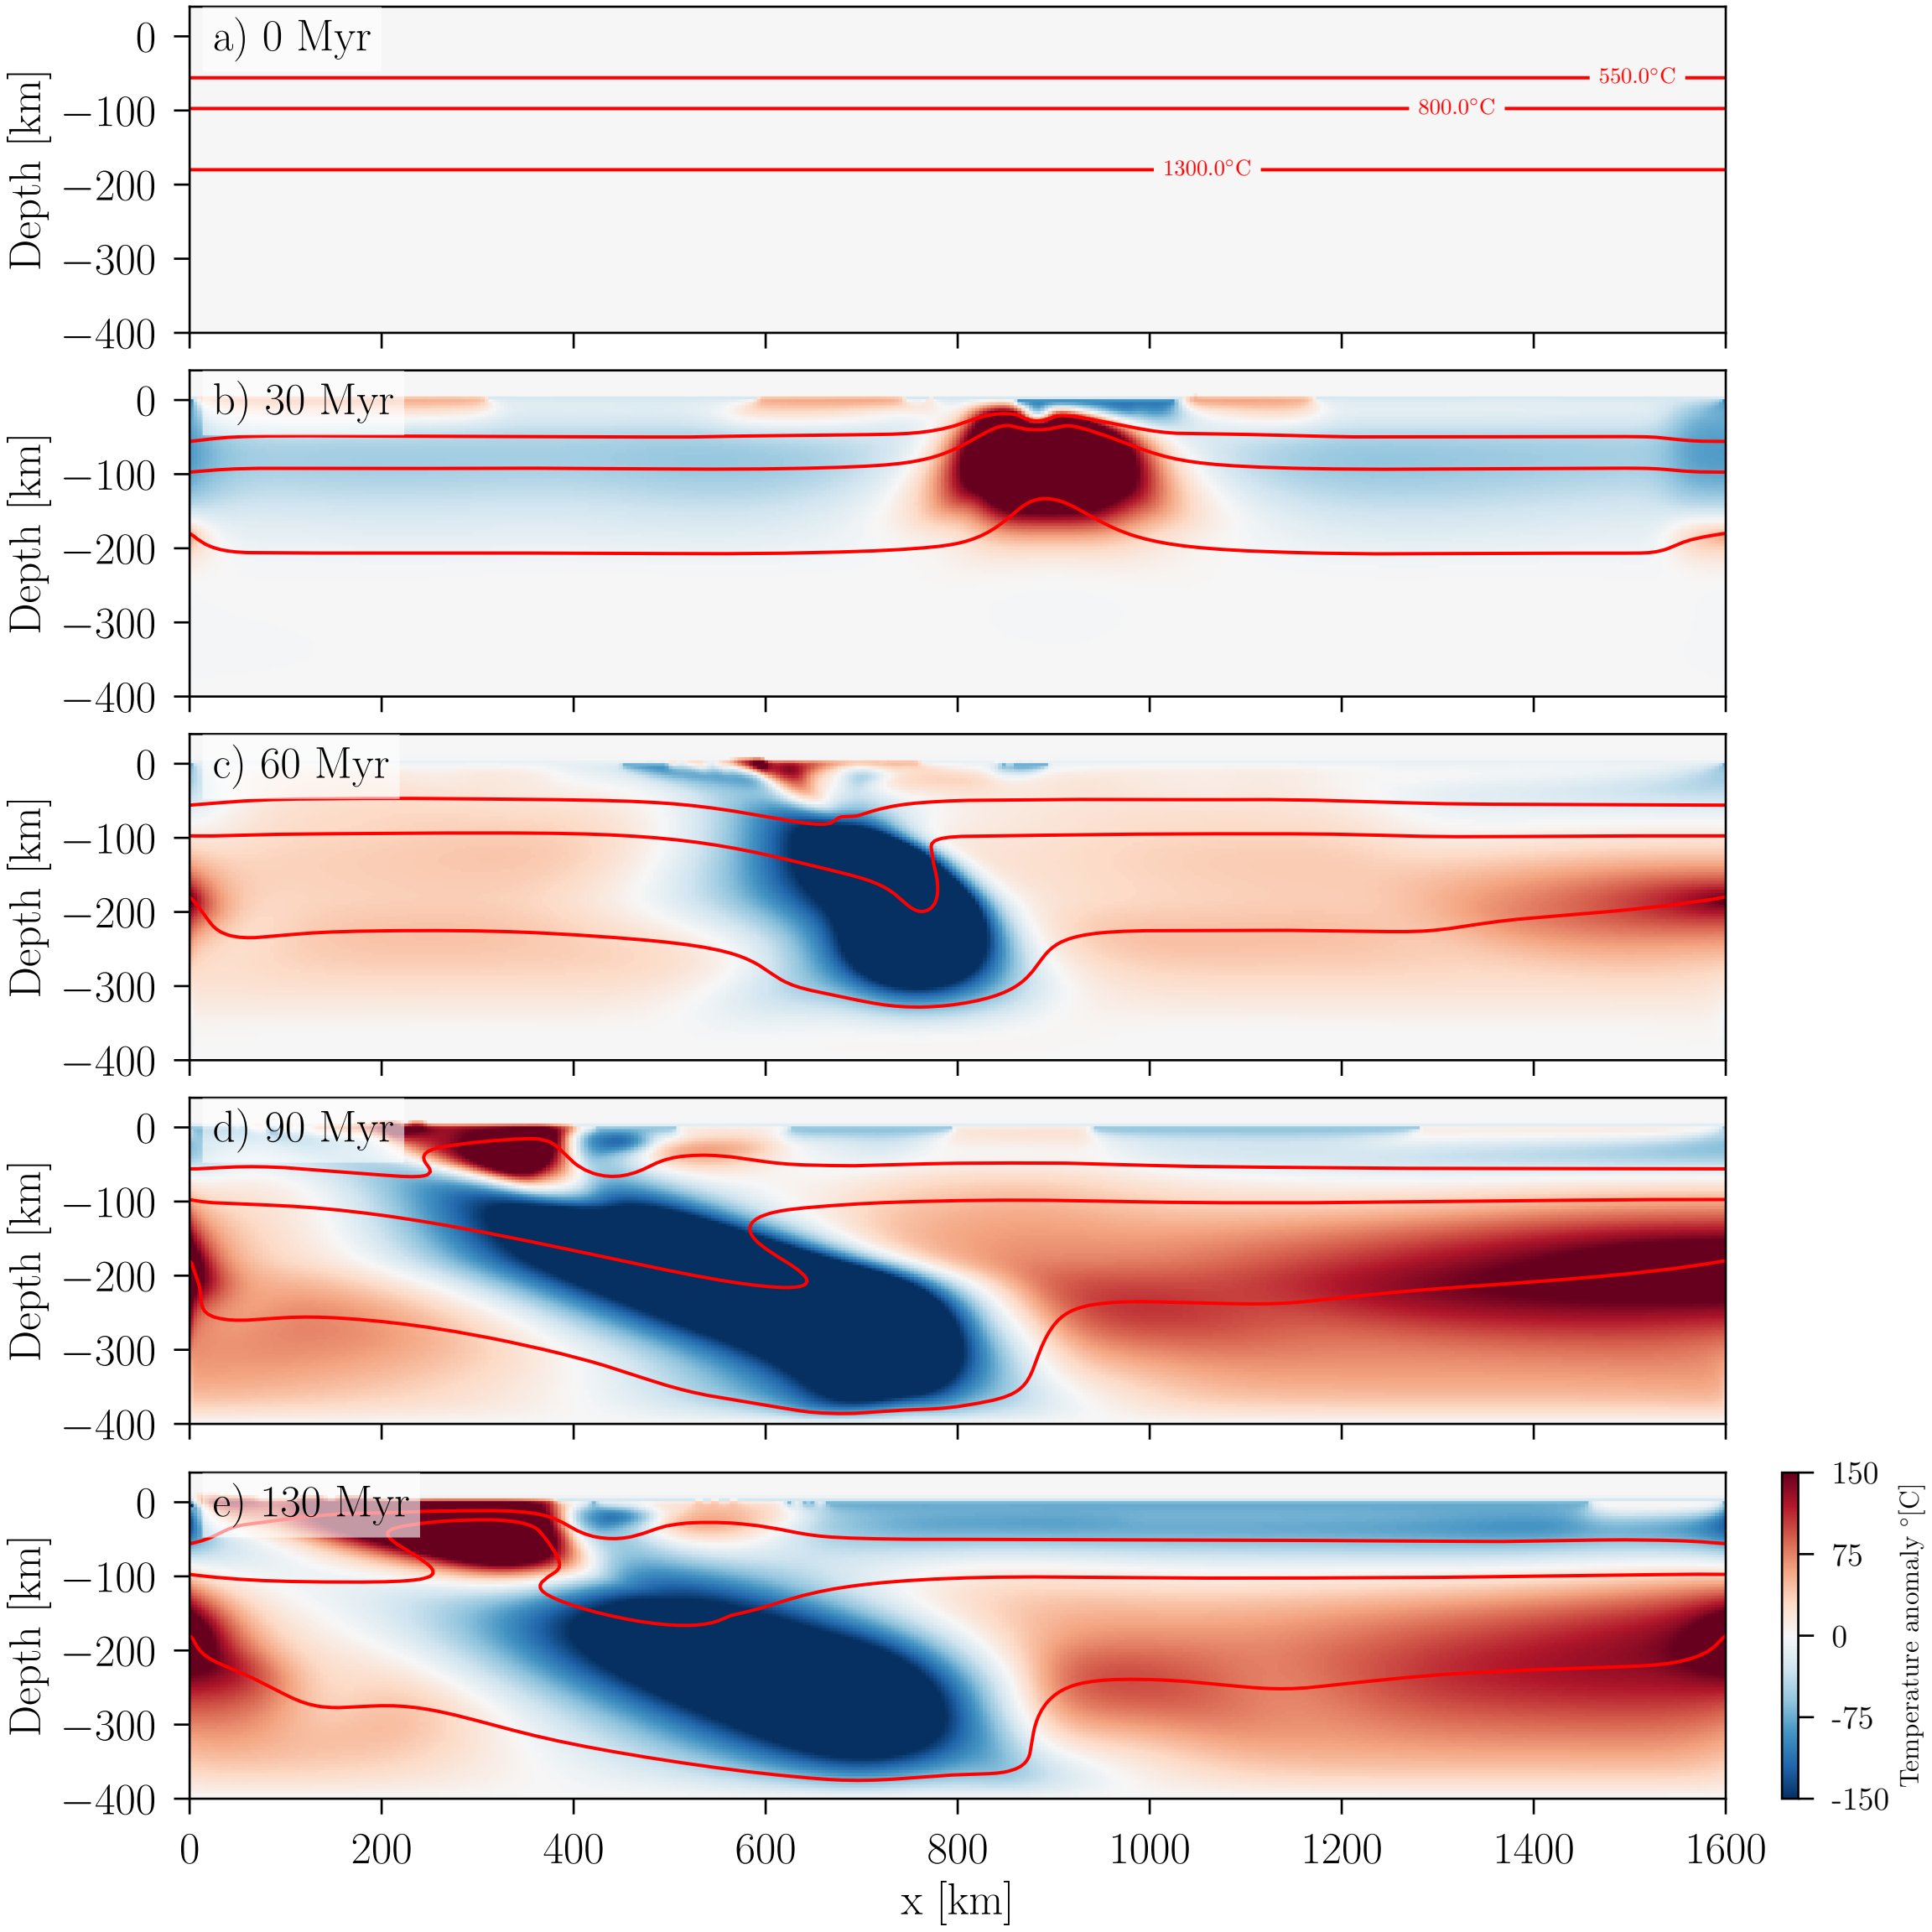 a) 0 Myr
0
−100
−200
−300
−400
Depth [km]
550.0°C
800.0°C
1300.0°C
b) 30 Myr
0
−100
−200
−300
−400
Depth [km]
c) 60 Myr
0
−100
−200
−300
−400
Depth [km]
d) 90 Myr
0
−100
−200
−300
−400
Depth [km]
e) 130 Myr
0
−100
−200
−300
−400
Depth [km]
150
75
0
-75
-150
Temperature anomaly °[C]
0 200 400 600 800 1000 1200 1400 1600
x [km]